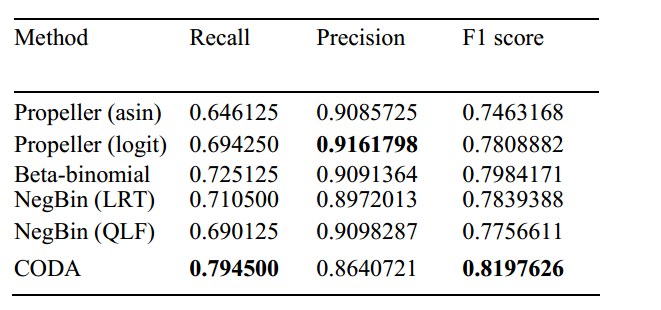 Method Recall Precision F1 score
Propeller (asin) 0.646125 0.9085725 0.7463168
Propeller (logit) 0.694250 0.9161798 0.7808882
Beta-binomial 0.725125 0.9091364 0.7984171
NegBin (LRT) 0.710500 0.8972013 0.7839388
NegBin (QLF) 0.690125 0.9098287 0.7756611
CODA 0.794500 0.8640721 0.8197626